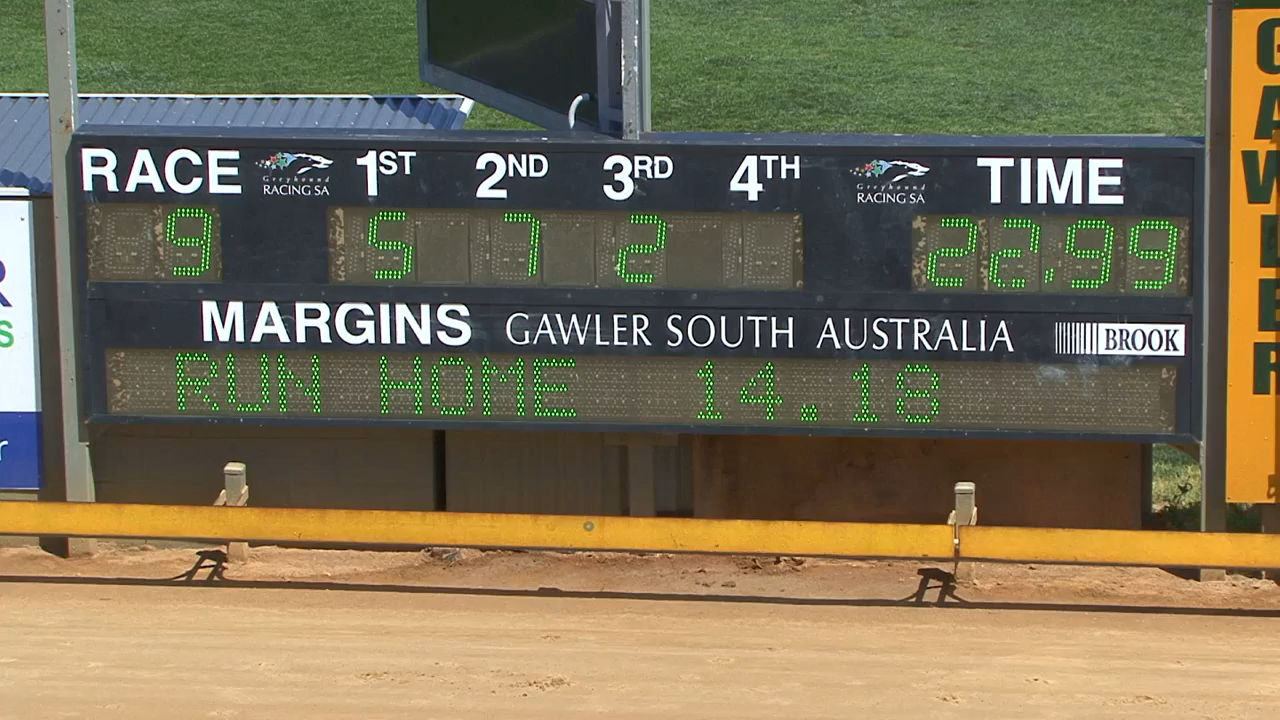 RACE Greyhound RACING SA 1ST 2ND 3RD 4TH Greyhound RACING SA TIME
9 5 7 2 22.99
MARGINS GAWLER SOUTH AUSTRALIA BROOK
RUN HOME 14.18
GAWLER